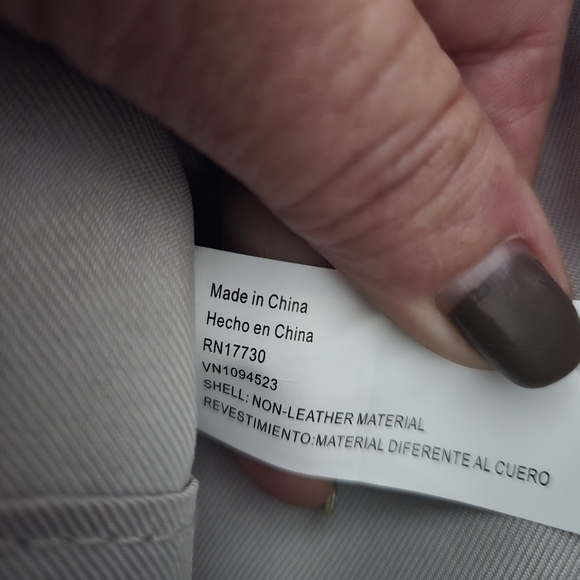 Made in China
Hecho en China
RN17730
VN1094523
SHELL: NON-LEATHER MATERIAL
REVESTIMIENTO:MATERIAL DIFERENTE AL CUERO